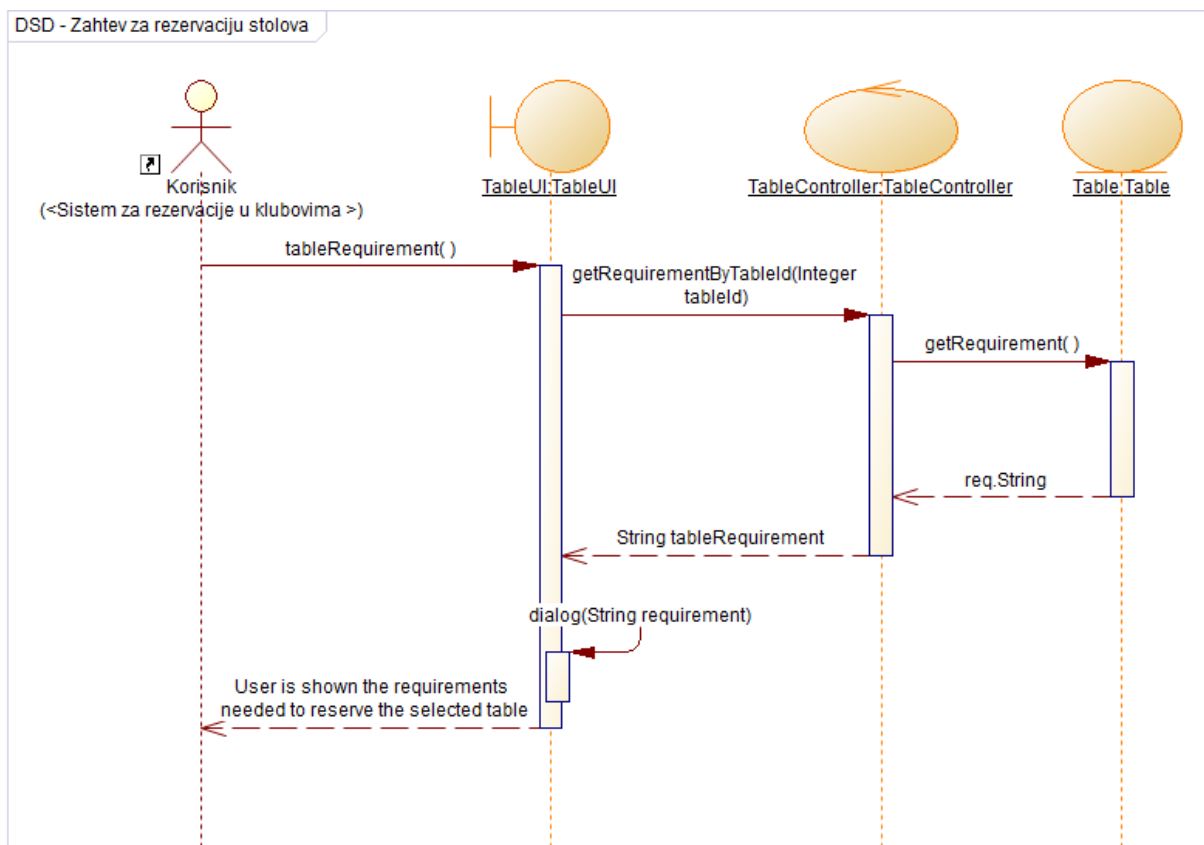 DSD - Zahtev za rezervaciju stolova
Korisnik
(<Sistem za rezervacije u klubovima >)
TableUI:TableUI
TableController:TableController
Table:Table
tableRequirement( )
getRequirementByTableId(Integer
tableId)
getRequirement( )
req.String
String tableRequirement
dialog(String requirement)
User is shown the requirements
needed to reserve the selected table